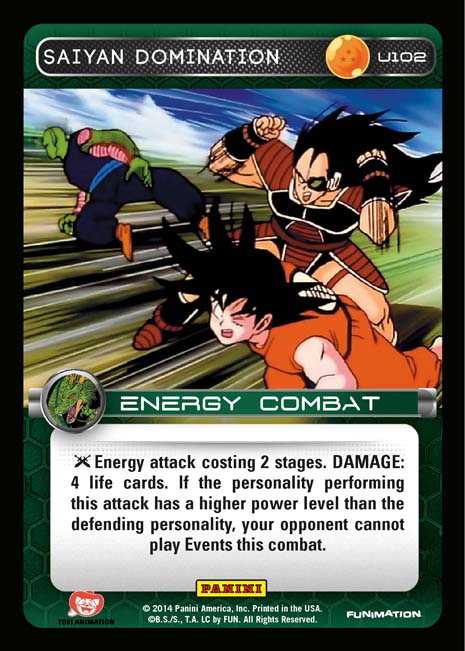 SAIYAN DOMINATION
U102
ENERGY COMBAT
Energy attack costing 2 stages. DAMAGE:
4 life cards. If the personality performing
this attack has a higher power level than the
defending personality, your opponent cannot
play Events this combat.
PANINI
TOEI ANIMATION
© 2014 Panini America, Inc. Printed in the USA.
©B.S./S., T.A. LC by FUN. All Rights Reserved.
FUNIMATION